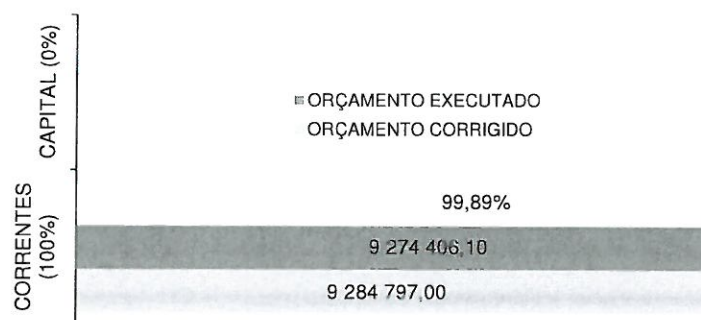 CAPITAL (0%)
ORÇAMENTO EXECUTADO
ORÇAMENTO CORRIGIDO
CORRENTES
(100%)
99,89%
9 274 406,10
9 284 797,00